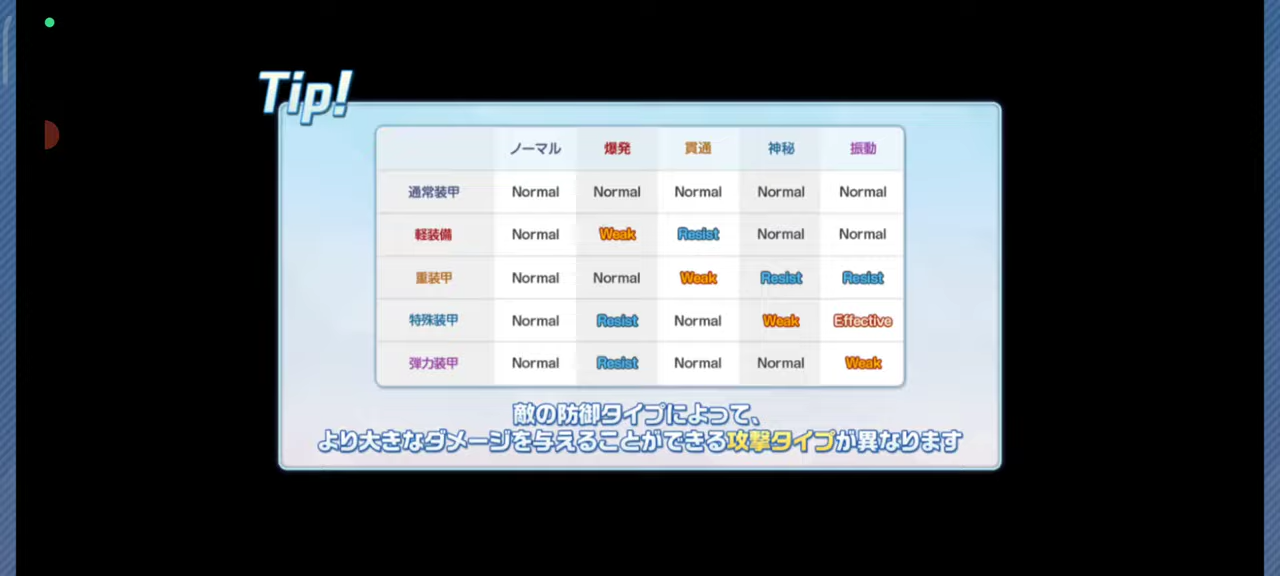 Tip!
ノーマル 爆発 貫通 神秘 振動
通常装甲 Normal Normal Normal Normal Normal
軽装備 Normal Weak Resist Normal Normal
重装甲 Normal Normal Weak Resist Resist
特殊装甲 Normal Resist Normal Weak Effective
弾力装甲 Normal Resist Normal Normal Weak
敵の防御タイプによって、
より大きなダメージを与えることができる攻撃タイプが異なります